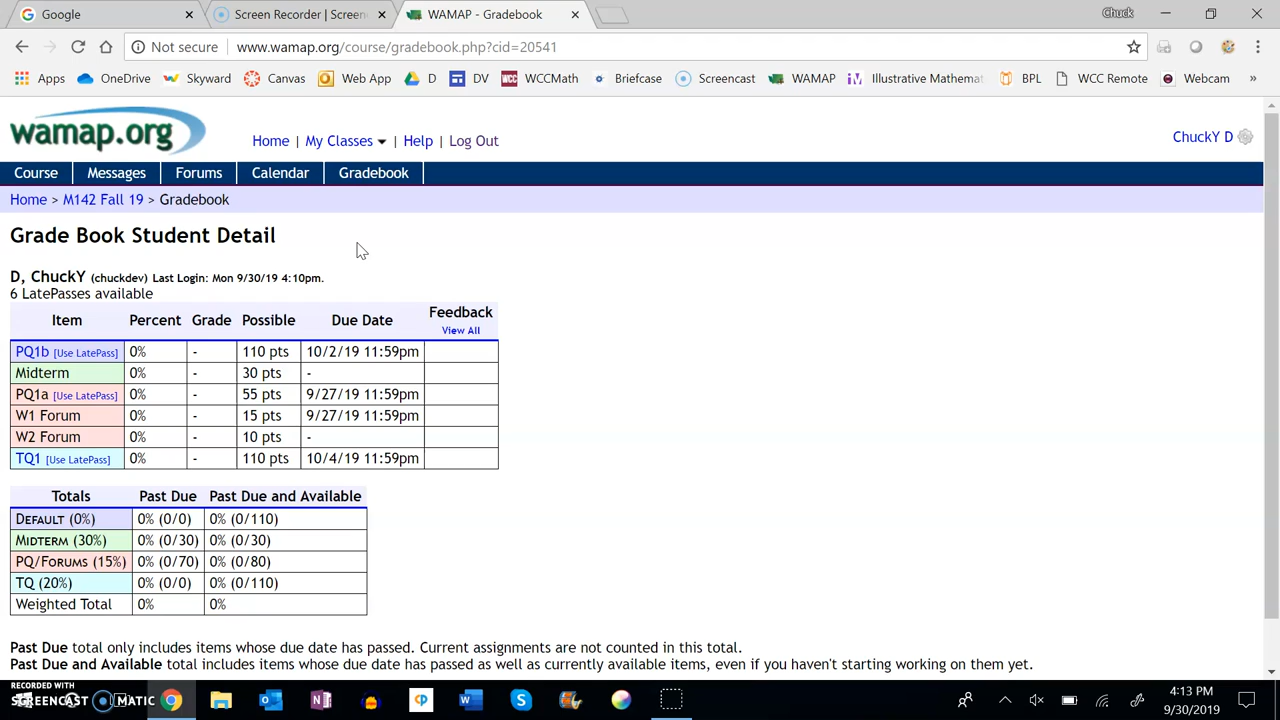 Google
Screen Recorder | Screen
WAMAP - Gradebook
Chuck
Not secure
www.wamap.org/course/gradebook.php?cid=20541
Apps
OneDrive
Skyward
Canvas
Web App
D
DV
WCCMath
Briefcase
Screencast
WAMAP
Illustrative Mathemat
BPL
WCC Remote
Webcam
»
wamap.org
Home | My Classes | Help | Log Out
ChuckY D
Course Messages Forums Calendar Gradebook
Home > M142 Fall 19 > Gradebook
Grade Book Student Detail
D, ChuckY (chuckdev) Last Login: Mon 9/30/19 4:10pm.
6 LatePasses available
Item Percent Grade Possible Due Date Feedback
View All
PQ1b [Use LatePass] 0% - 110 pts 10/2/19 11:59pm
Midterm 0% - 30 pts -
PQ1a [Use LatePass] 0% - 55 pts 9/27/19 11:59pm
W1 Forum 0% - 15 pts 9/27/19 11:59pm
W2 Forum 0% - 10 pts -
TQ1 [Use LatePass] 0% - 110 pts 10/4/19 11:59pm
Totals Past Due Past Due and Available
DEFAULT (0%) 0% (0/0) 0% (0/110)
MIDTERM (30%) 0% (0/30) 0% (0/30)
PQ/FORUMS (15%) 0% (0/70) 0% (0/80)
TQ (20%) 0% (0/0) 0% (0/110)
Weighted Total 0% 0%
Past Due total only includes items whose due date has passed. Current assignments are not counted in this total.
Past Due and Available total includes items whose due date has passed as well as currently available items, even if you haven't starting working on them yet.
RECORDED WITH
SCREENCAST MATIC
4:13 PM
9/30/2019